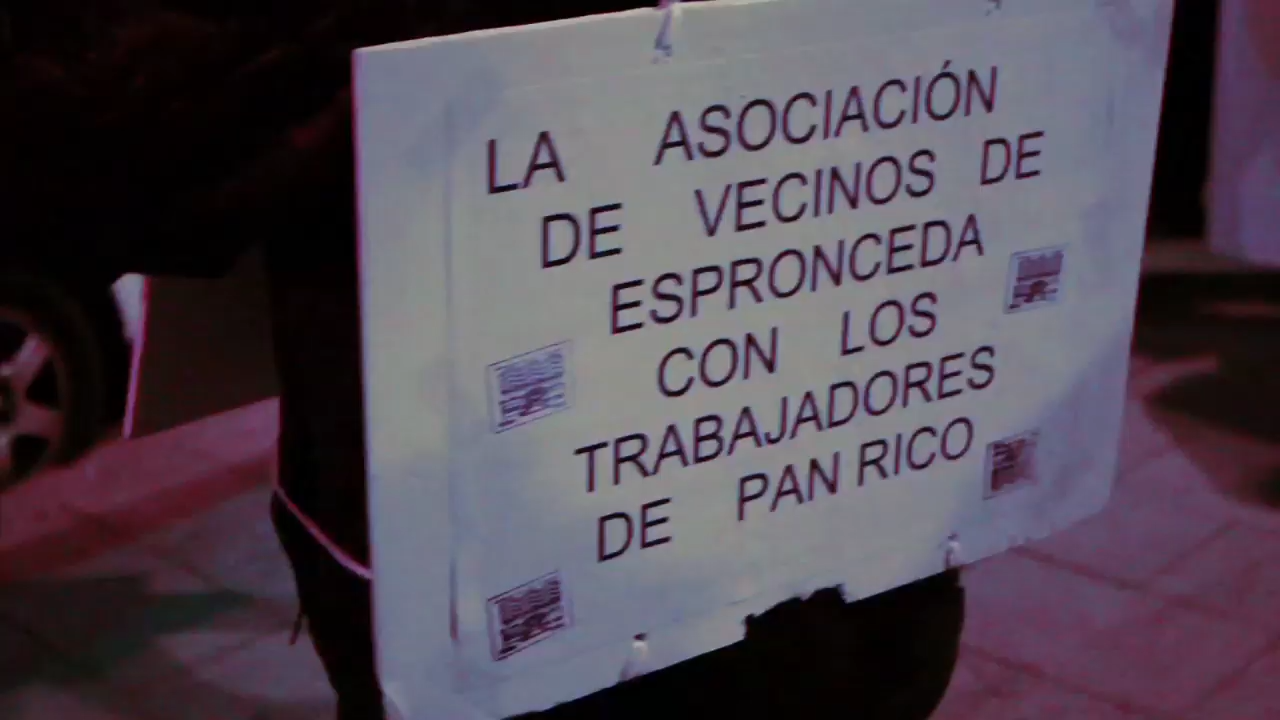 LA ASOCIACIÓN
DE VECINOS DE
ESPRONCEDA
CON LOS
TRABAJADORES
DE PAN RICO